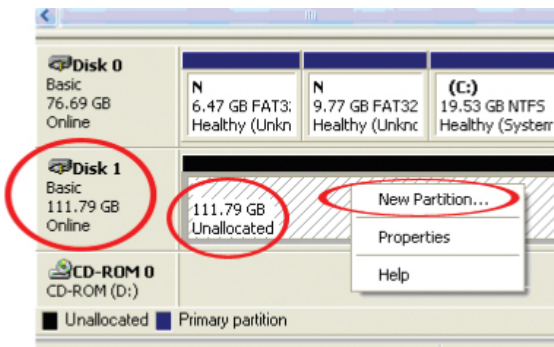 Disk 0
Basic
76.69 GB
Online
N
6.47 GB FAT32
Healthy (Unkn
N
9.77 GB FAT32
Healthy (Unknc
(C:)
19.53 GB NTFS
Healthy (System
Disk 1
Basic
111.79 GB
Online
111.79 GB
Unallocated
New Partition...
Properties
Help
CD-ROM 0
CD-ROM (D:)
Unallocated
Primary partition